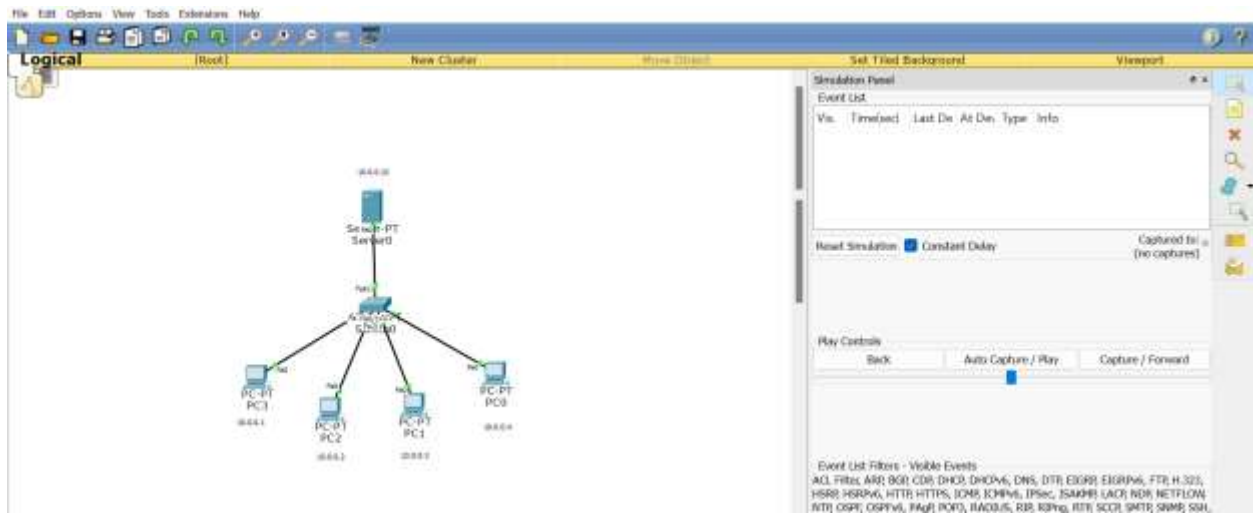 File Edit Options View Tools Extensions Help
Logical [Root] New Cluster Move Object Set Tiled Background Viewport
Simulation Panel
Event List
Vis. Time(sec) Last De At Dev Type Info
Server-PT
Server0
Reset Simulation Constant Delay Captured to:
(no captures)
Switch0
Play Controls
Back Auto Capture / Play Capture / Forward
PC-PT
PC3
PC-PT
PC2
PC-PT
PC1
PC-PT
PC0
Event List Filters - Visible Events
ACL Filter, ARP, BGP, CDP, DHCP, DHCPv6, DNS, DTP, EIGRP, EIGRPv6, FTP, H.323,
HSRP, HSRPv6, HTTP, HTTPS, ICMP, ICMPv6, IPSec, ISAKMP, LACP, NDP, NETFLOW,
NTP, OSPF, OSPFv6, PAgP, POP3, RADIUS, RIP, RIPng, RTP, SCCP, SMTP, SNMP, SSH,